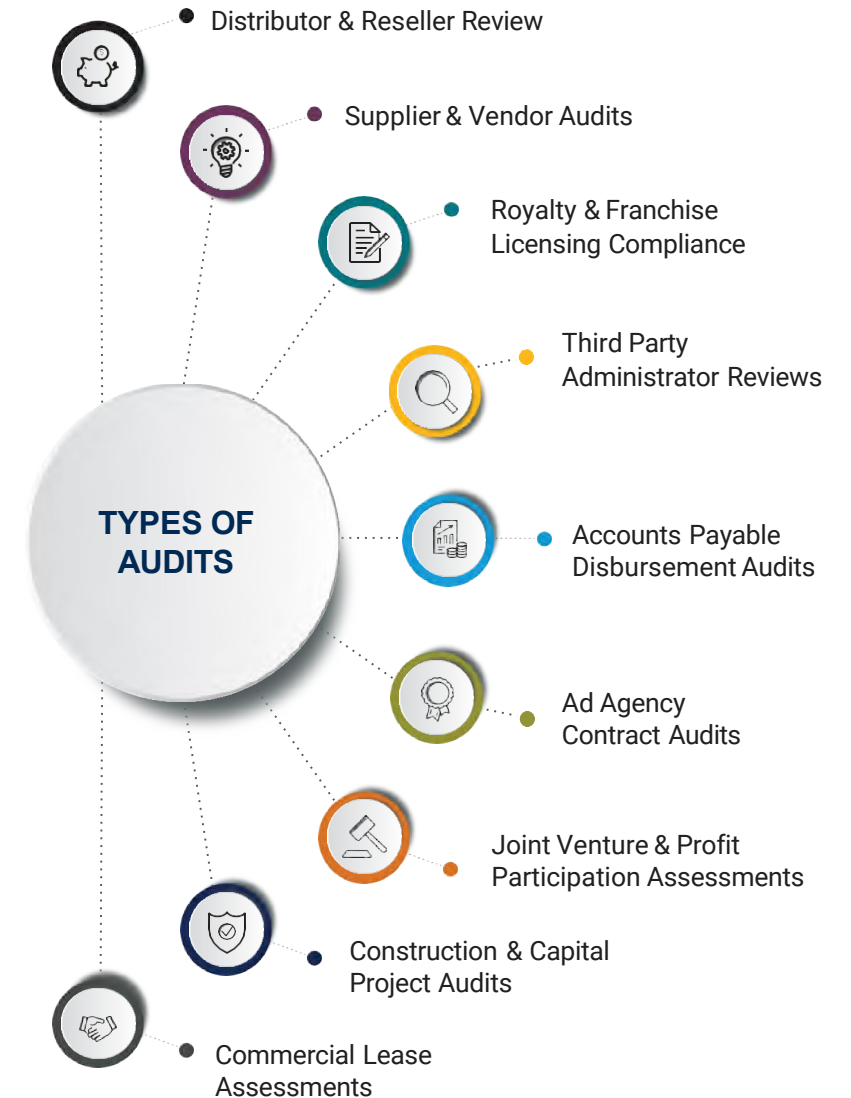 Distributor & Reseller Review
Supplier & Vendor Audits
Royalty & Franchise
Licensing Compliance
Third Party
Administrator Reviews
TYPES OF
AUDITS
Accounts Payable
Disbursement Audits
Ad Agency
Contract Audits
Joint Venture & Profit
Participation Assessments
Construction & Capital
Project Audits
Commercial Lease
Assessments